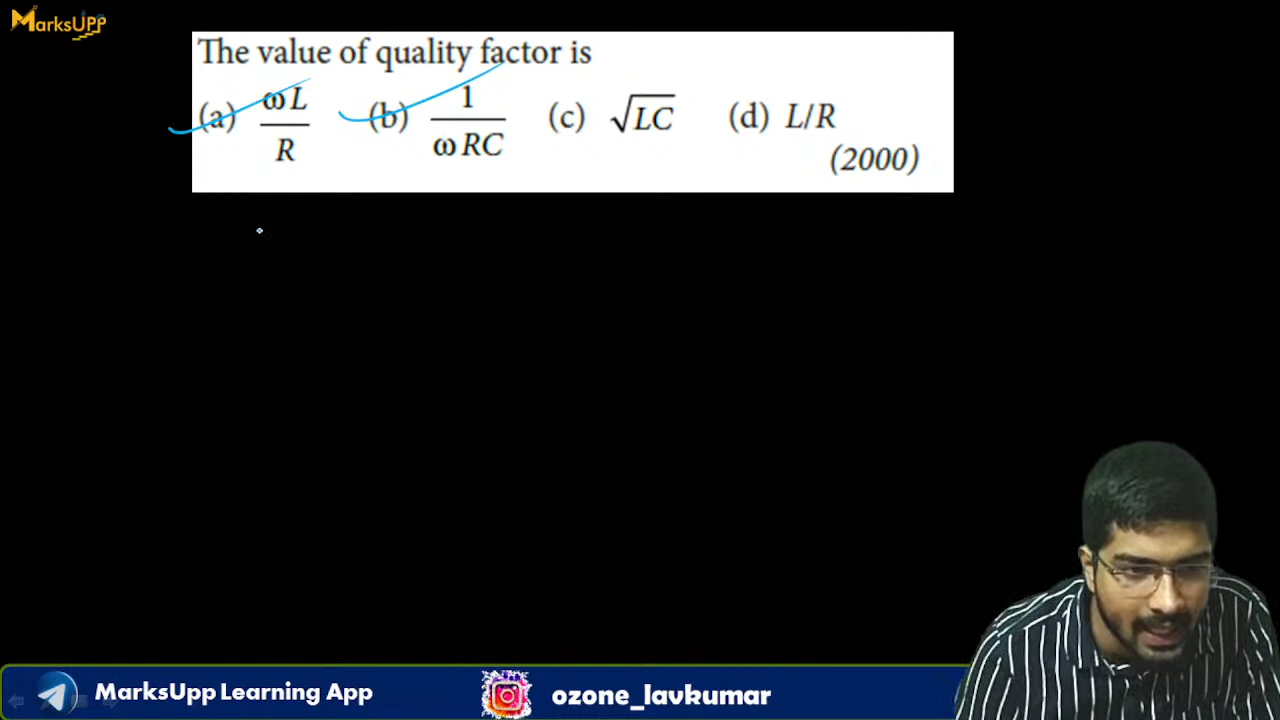 MarksUpp
The value of quality factor is
(a) ωL/R (b) 1/ωRC (c) √LC (d) L/R
(2000)
MarksUpp Learning App
ozone_lavkumar